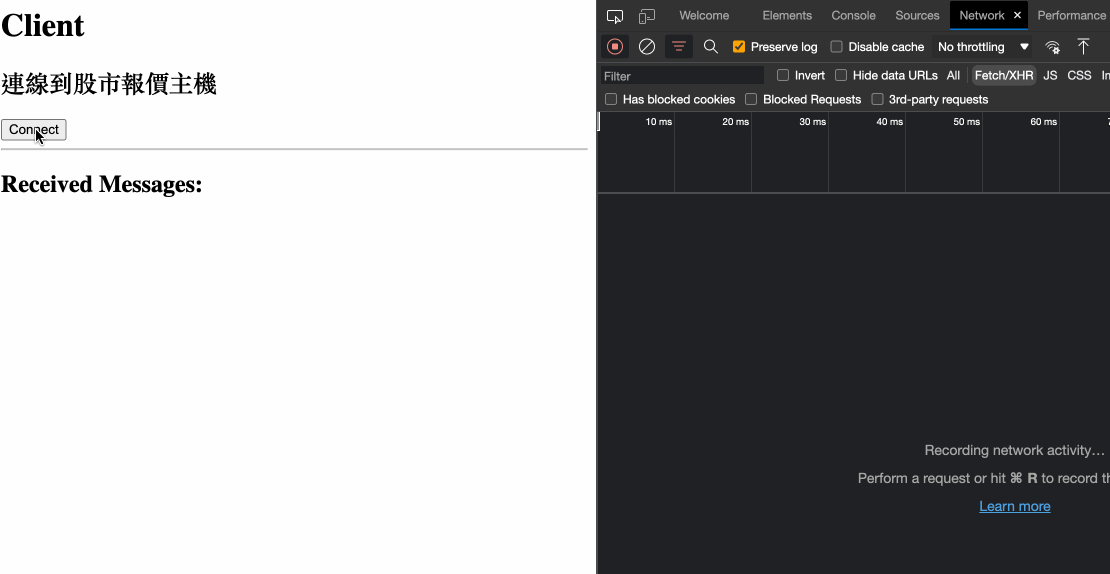 Client
連線到股市報價主機
Connect
Received Messages:
Welcome Elements Console Sources Network × Performance
Preserve log Disable cache No throttling
Filter Invert Hide data URLs All Fetch/XHR JS CSS
Has blocked cookies Blocked Requests 3rd-party requests
10 ms 20 ms 30 ms 40 ms 50 ms 60 ms
Recording network activity…
Perform a request or hit ⌘ R to record
Learn more